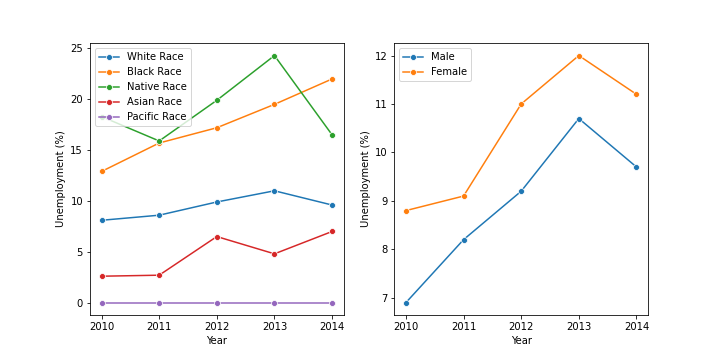 25
20
15
10
5
0
Unemployment (%)
White Race
Black Race
Native Race
Asian Race
Pacific Race
2010 2011 2012 2013 2014
Year
12
11
10
9
8
7
Unemployment (%)
Male
Female
2010 2011 2012 2013 2014
Year